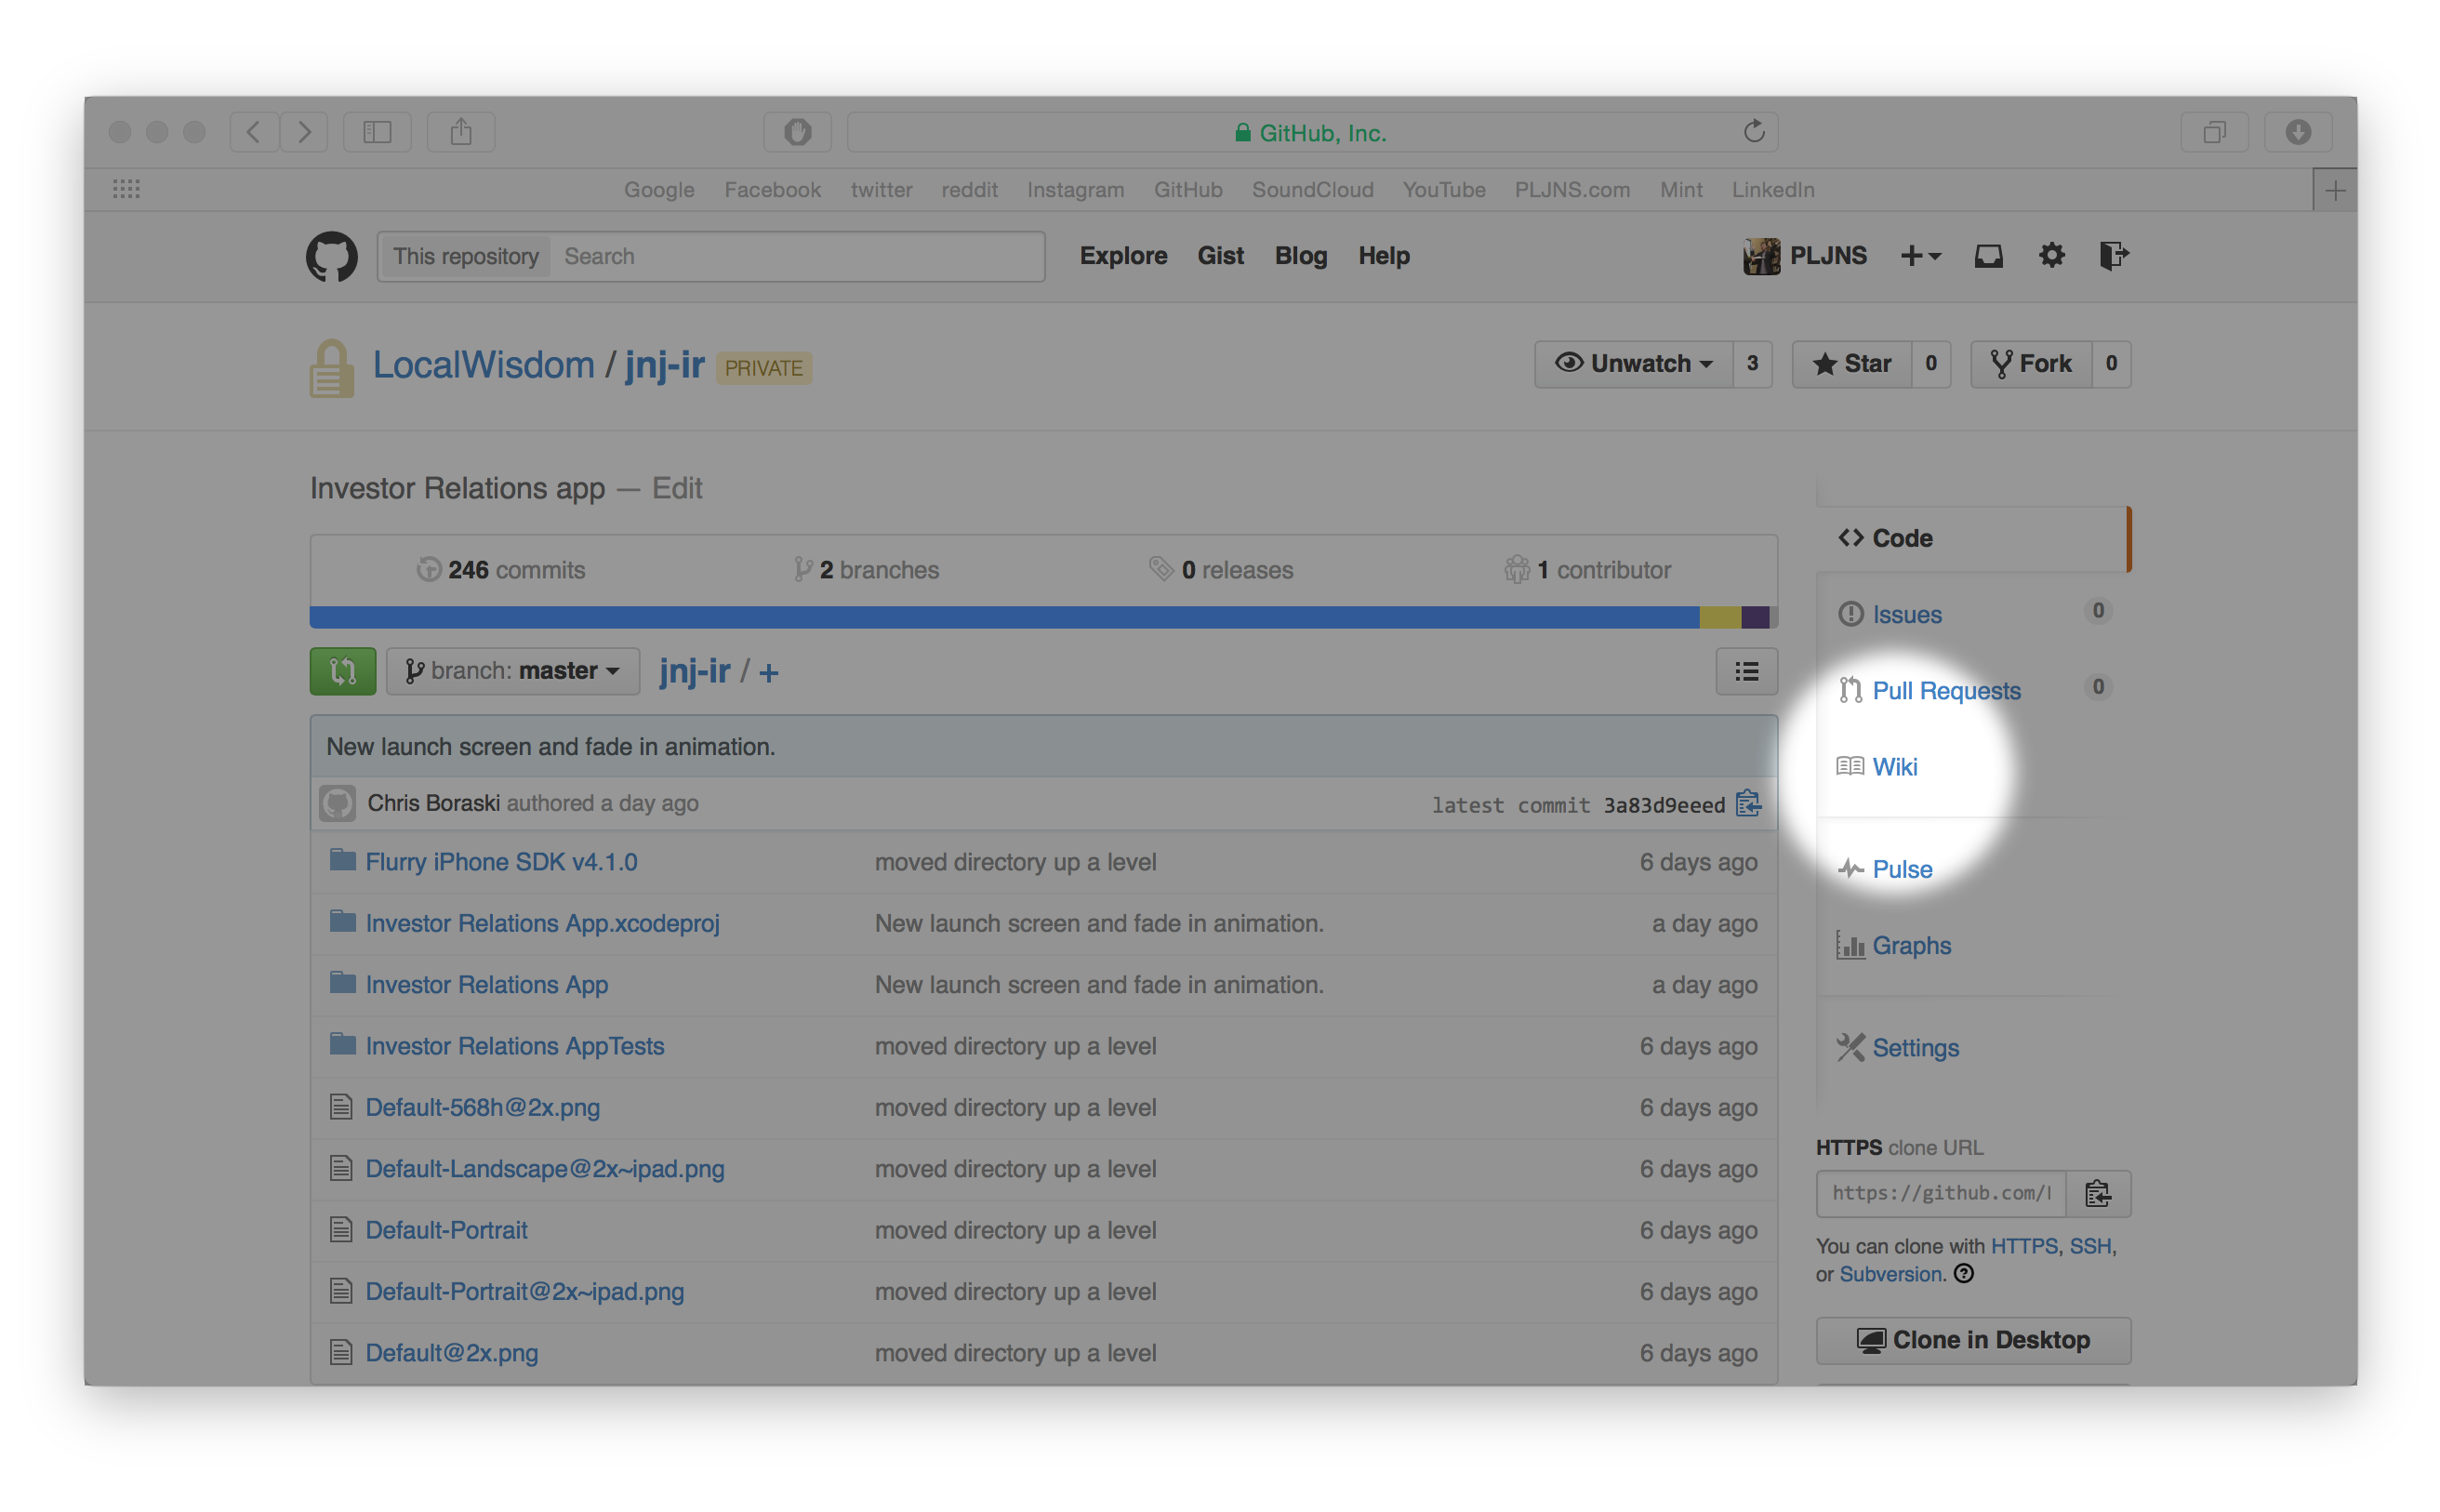 GitHub, Inc.
Google Facebook twitter reddit Instagram GitHub SoundCloud YouTube PLJNS.com Mint LinkedIn
This repository Search Explore Gist Blog Help PLJNS
LocalWisdom / jnj-ir PRIVATE Unwatch 3 Star 0 Fork 0
Investor Relations app — Edit
246 commits 2 branches 0 releases 1 contributor
branch: master jnj-ir / +
New launch screen and fade in animation.
Chris Boraski authored a day ago latest commit 3a83d9eeed
Flurry iPhone SDK v4.1.0 moved directory up a level 6 days ago
Investor Relations App.xcodeproj New launch screen and fade in animation. a day ago
Investor Relations App New launch screen and fade in animation. a day ago
Investor Relations AppTests moved directory up a level 6 days ago
Default-568h@2x.png moved directory up a level 6 days ago
Default-Landscape@2x~ipad.png moved directory up a level 6 days ago
Default-Portrait moved directory up a level 6 days ago
Default-Portrait@2x~ipad.png moved directory up a level 6 days ago
Default@2x.png moved directory up a level 6 days ago
Code
Issues 0
Pull Requests 0
Wiki
Pulse
Graphs
Settings
HTTPS clone URL
https://github.com/
You can clone with HTTPS, SSH,
or Subversion.
Clone in Desktop